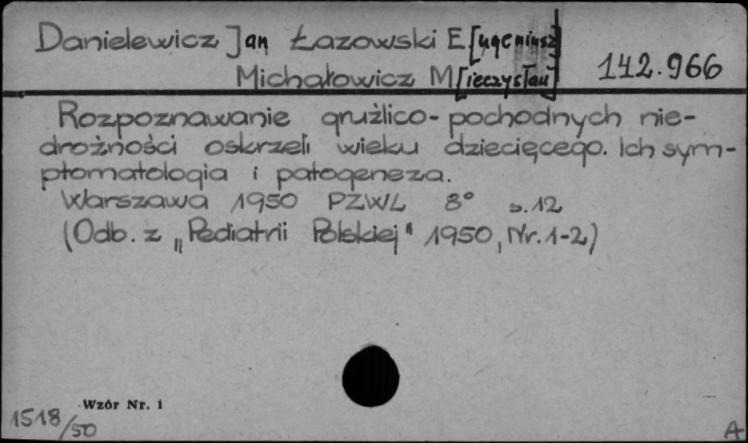 Danielewicz Jan Łazowski E[ugeniusz]
Michałowicz M[ieczysław]
142.966
Rozpoznawanie gruźlico-pochodnych nie-
drożności oskrzeli wieku dziecięcego. Ich sym-
ptomatologia i patogeneza.
Warszawa 1950 PZWL 8° s.12
(Odb. z „Pediatrii Polskiej" 1950, Nr. 1-2)
Wzór Nr. 1
1518/50
A